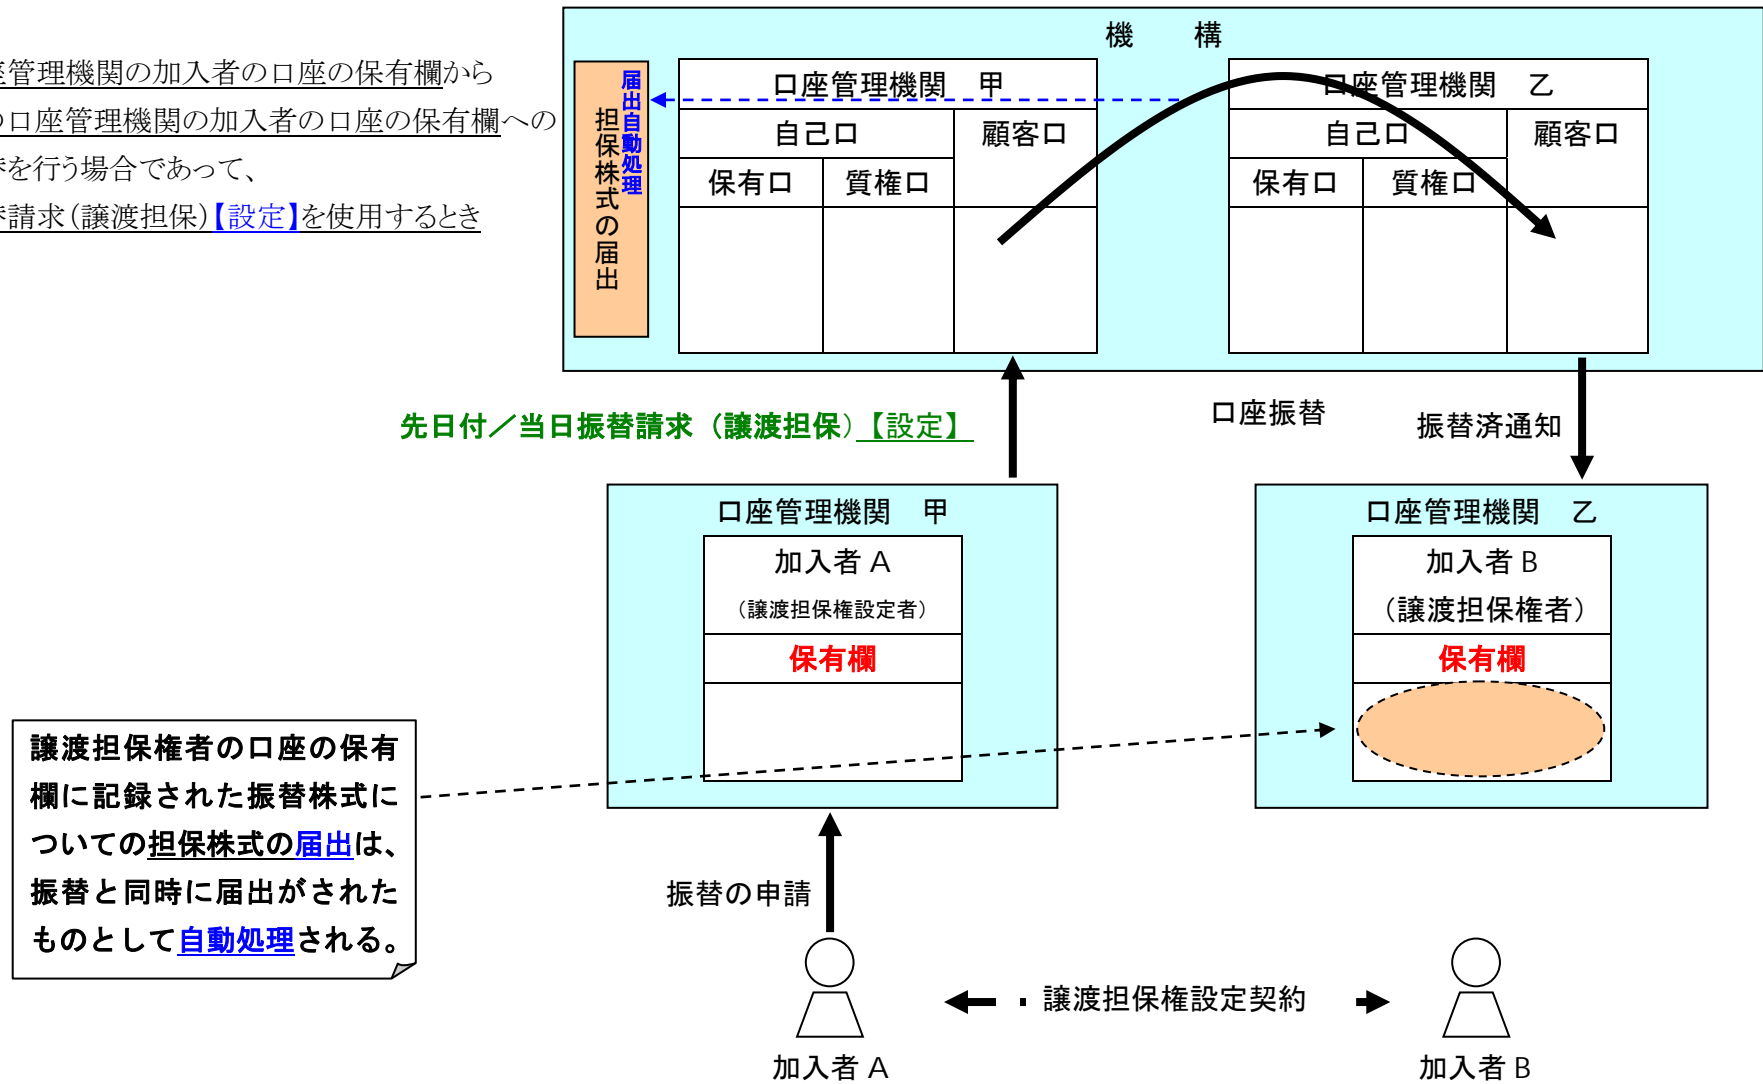 機　構
座管理機関の加入者の口座の保有欄から
の口座管理機関の加入者の口座の保有欄への
替を行う場合であって、
替請求（譲渡担保）【設定】を使用するとき
担保株式の届出
届出自動処理
口座管理機関　甲
自己口
顧客口
保有口
質権口
口座管理機関　乙
自己口
顧客口
保有口
質権口
先日付／当日振替請求（譲渡担保）【設定】
口座振替
振替済通知
口座管理機関　甲
加入者 A
（譲渡担保権設定者）
保有欄
口座管理機関　乙
加入者 B
（譲渡担保権者）
保有欄
譲渡担保権者の口座の保有
欄に記録された振替株式に
ついての担保株式の届出は、
振替と同時に届出がされた
ものとして自動処理される。
振替の申請
譲渡担保権設定契約
加入者 A
加入者 B